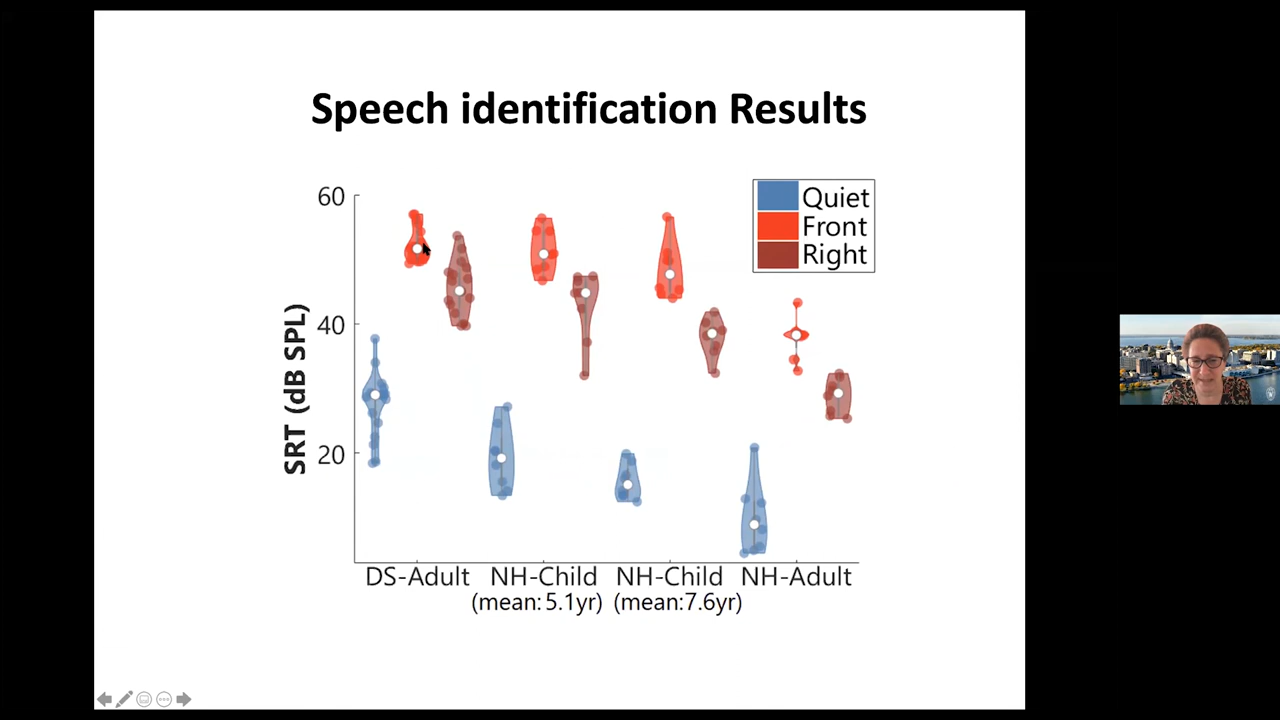 Speech identification Results
60
40
20
SRT (dB SPL)
Quiet
Front
Right
DS-Adult NH-Child NH-Child NH-Adult
(mean: 5.1yr) (mean:7.6yr)